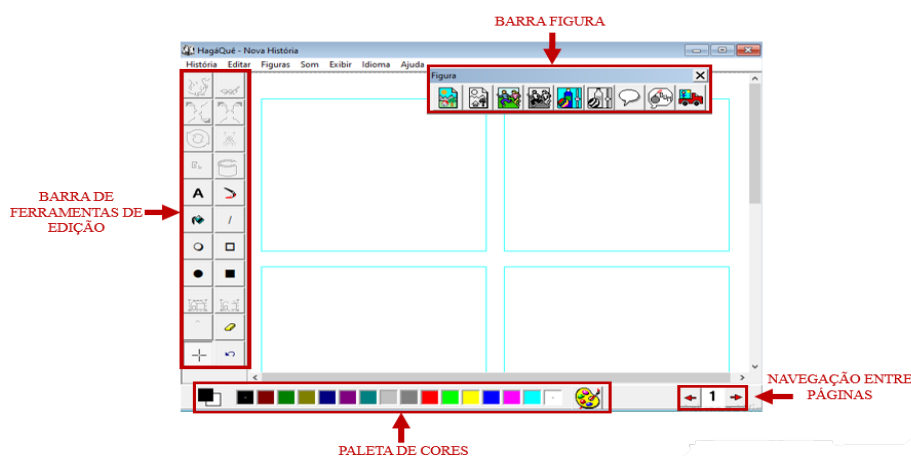 BARRA FIGURA
HagáQuê - Nova História
História Editar Figuras Som Exibir Idioma Ajuda
Figura
A
BARRA DE
FERRAMENTAS DE
EDIÇÃO
1
NAVEGAÇÃO ENTRE
PÁGINAS
PALETA DE CORES